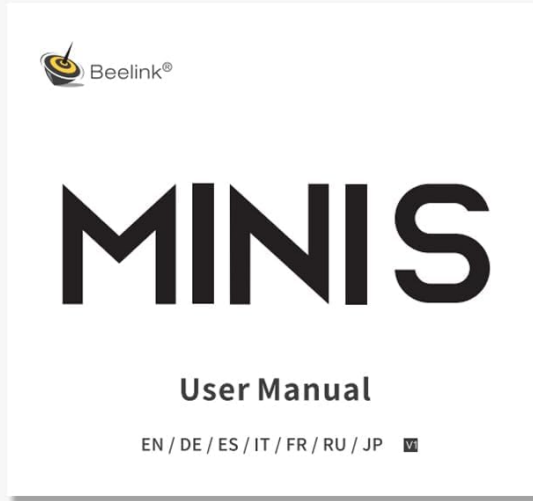 Beelink®
MINI S
User Manual
EN / DE / ES / IT / FR / RU / JP V1